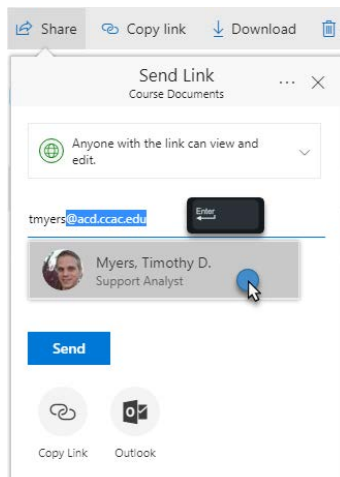 Share Copy link Download
Send Link
Course Documents
Anyone with the link can view and
edit.
tmyers@acd.ccac.edu
Enter
Myers, Timothy D.
Support Analyst
Send
Copy Link Outlook